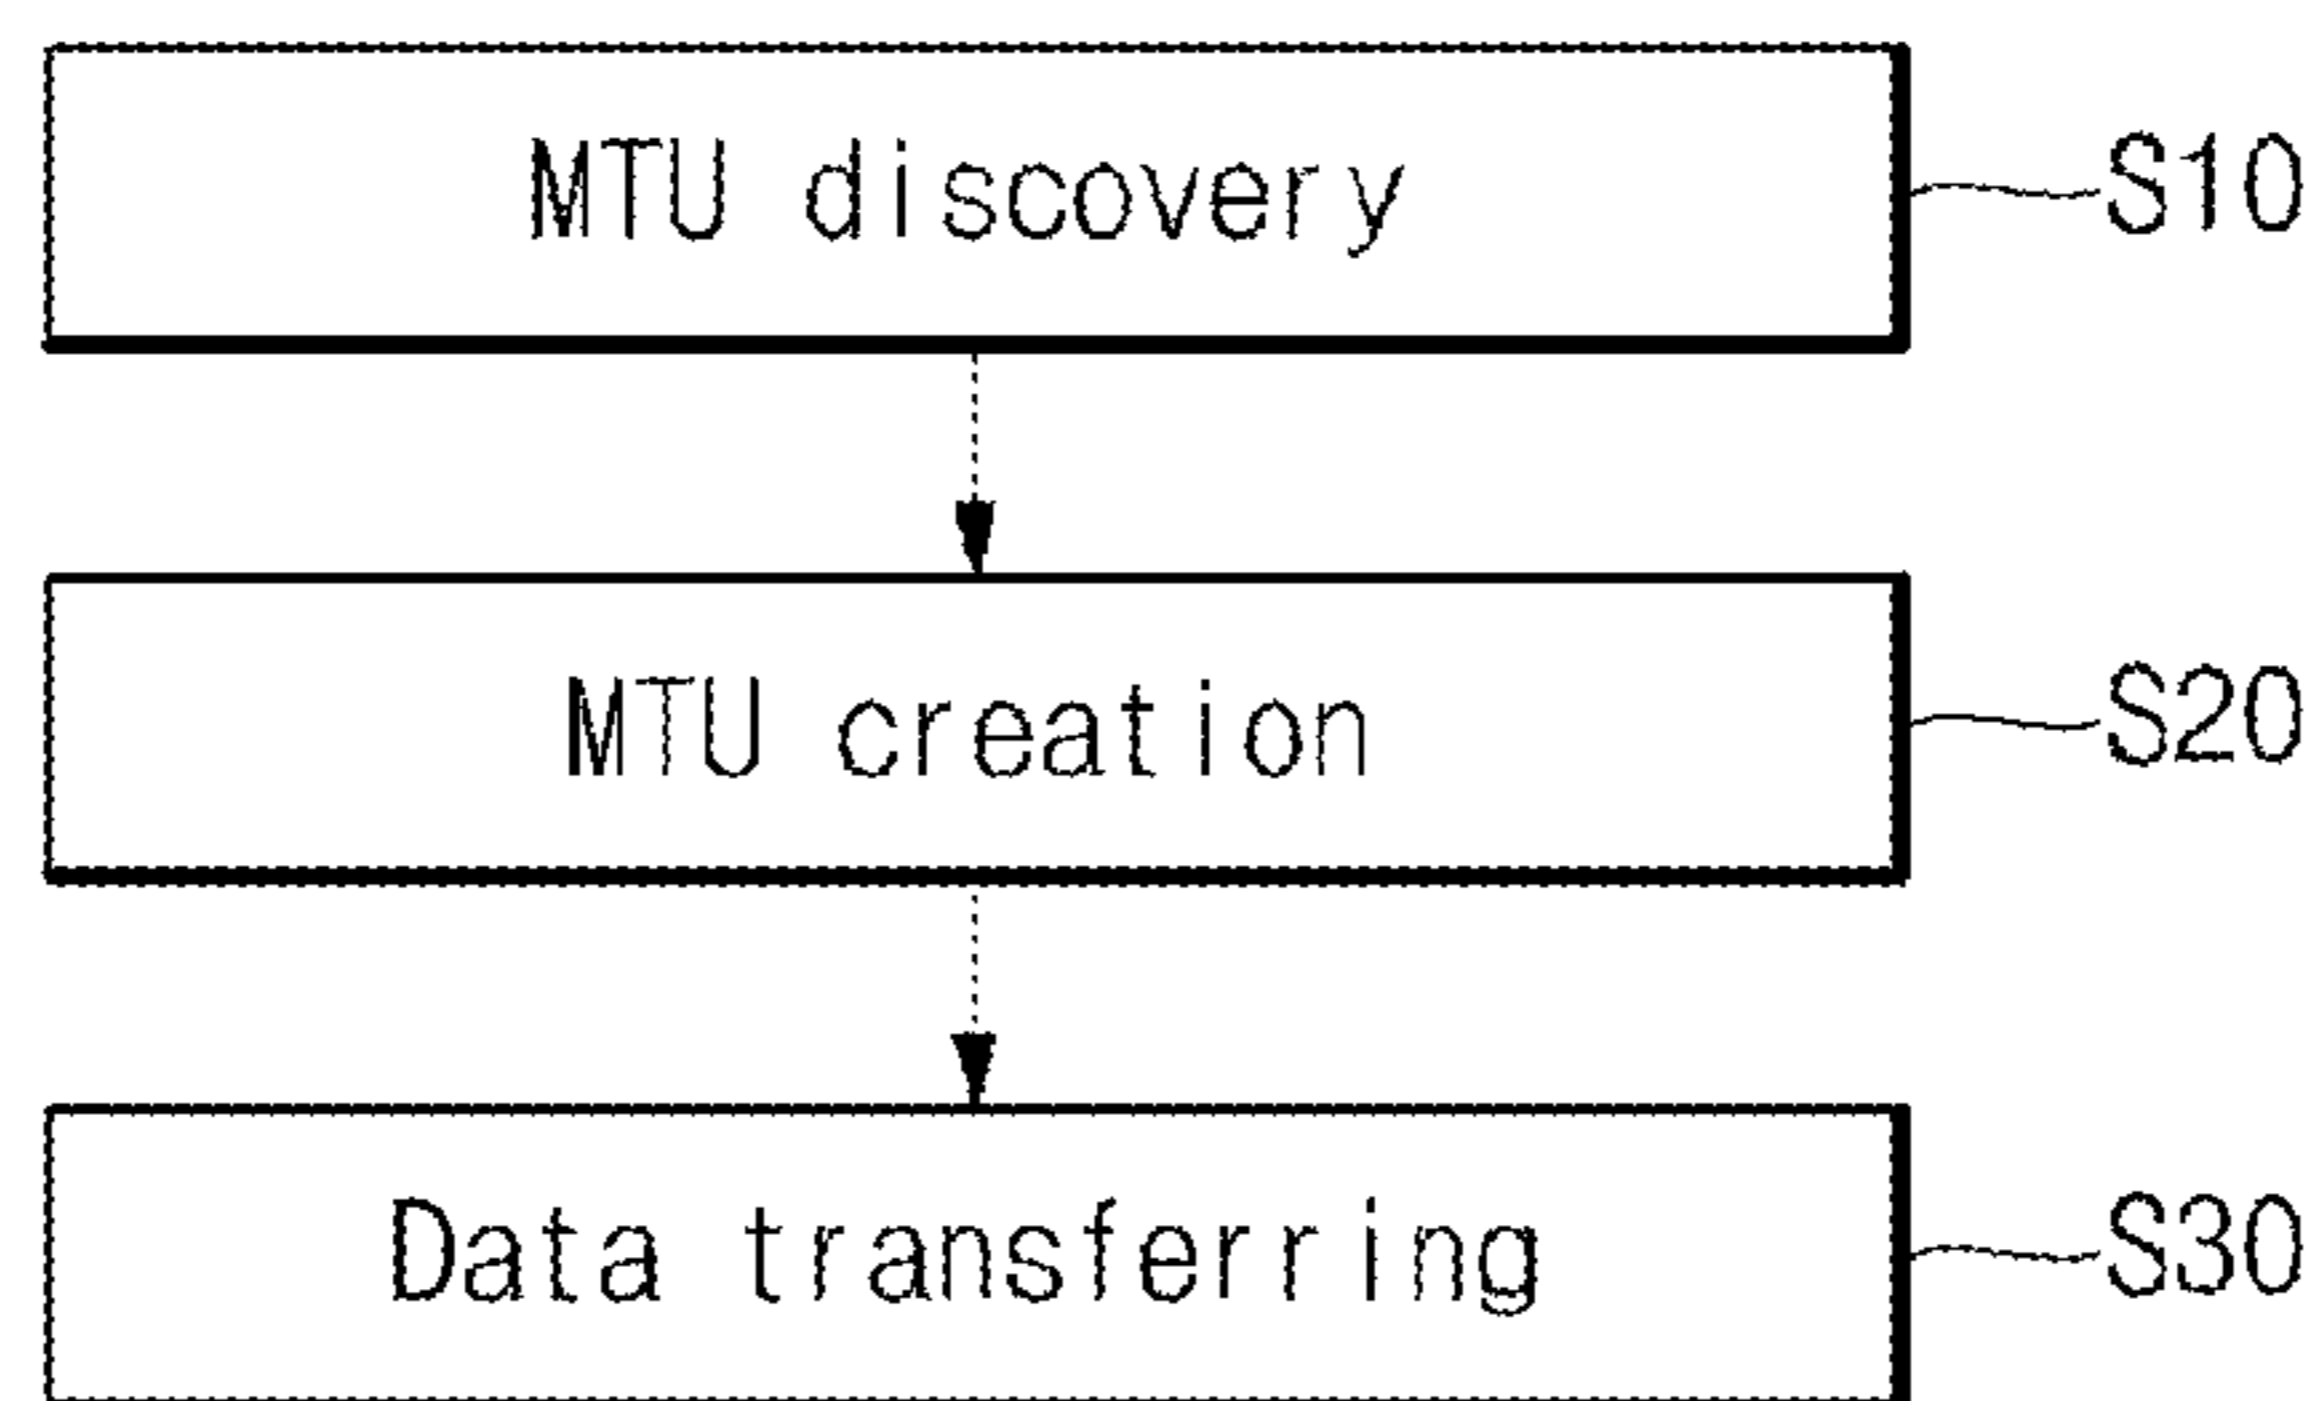 MTU discovery
S10
MTU creation
S20
Data transferring
S30